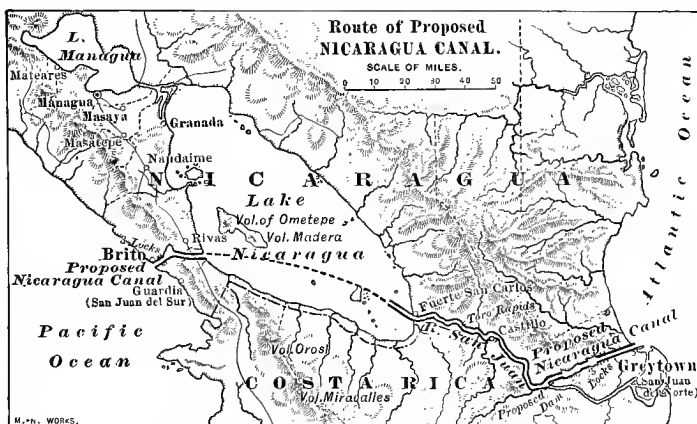 Route of Proposed
NICARAGUA CANAL.
SCALE OF MILES.
0 10 20 30 40 50
L.
Managua
Mateares
Managua
Masaya
Masatepe
Granada
Nandaime
NICARAGUA
Lake
Vol. of Ometepe
Vol. Madera
Nicaragua
3 Locks
Rivas
Brito
Proposed
Nicaragua Canal
Guardia
(San Juan del Sur)
Pacific
Ocean
Atlantic Ocean
Fuerte San Carlos
Toro Rapids
Castillo
R. San Juan
Proposed
Nicaragua Canal
3 Locks
Greytown
(San Juan
del Norte)
Proposed
Dam
Vol. Orosi
COSTA RICA
Vol. Miravalles
M.-N. WORKS.